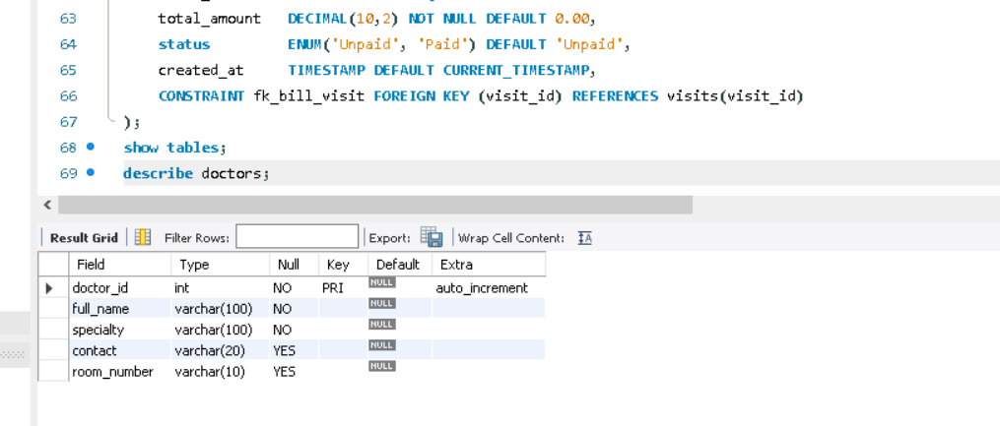 63 total_amount DECIMAL(10,2) NOT NULL DEFAULT 0.00,
64 status ENUM('Unpaid', 'Paid') DEFAULT 'Unpaid',
65 created_at TIMESTAMP DEFAULT CURRENT_TIMESTAMP,
66 CONSTRAINT fk_bill_visit FOREIGN KEY (visit_id) REFERENCES visits(visit_id)
67 );
68 show tables;
69 describe doctors;
Result Grid Filter Rows: Export: Wrap Cell Content: IA
Field Type Null Key Default Extra
doctor_id int NO PRI NULL auto_increment
full_name varchar(100) NO NULL
specialty varchar(100) NO NULL
contact varchar(20) YES NULL
room_number varchar(10) YES NULL